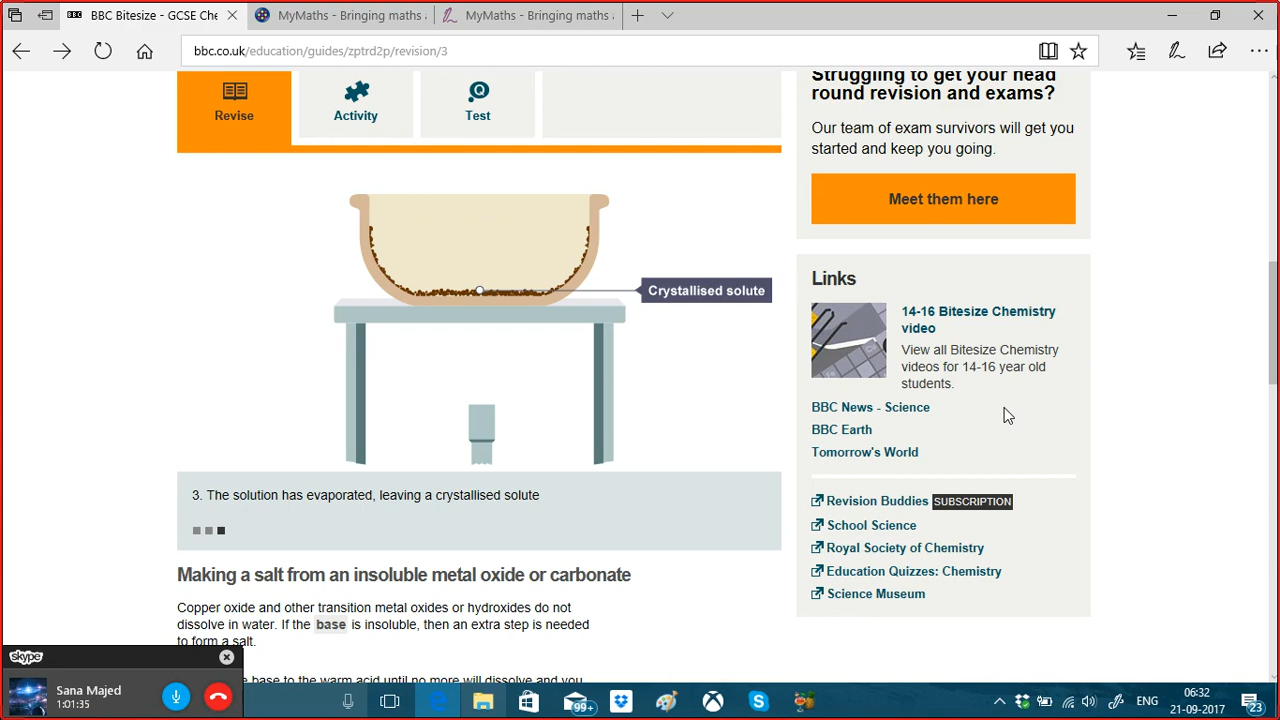 BBC Bitesize - GCSE Che
MyMaths - Bringing maths a
MyMaths - Bringing maths a
bbc.co.uk/education/guides/zptrd2p/revision/3
Revise
Activity
Test
Struggling to get your head
round revision and exams?
Our team of exam survivors will get you
started and keep you going.
Meet them here
Crystallised solute
3. The solution has evaporated, leaving a crystallised solute
Links
14-16 Bitesize Chemistry
video
View all Bitesize Chemistry
videos for 14-16 year old
students.
BBC News - Science
BBC Earth
Tomorrow's World
Revision Buddies SUBSCRIPTION
School Science
Royal Society of Chemistry
Education Quizzes: Chemistry
Science Museum
Making a salt from an insoluble metal oxide or carbonate
Copper oxide and other transition metal oxides or hydroxides do not
dissolve in water. If the base is insoluble, then an extra step is needed
to form a salt.
base to the warm acid until no more will dissolve and you
skype
Sana Majed
1:01:35
99+
ENG
06:32
21-09-2017
23